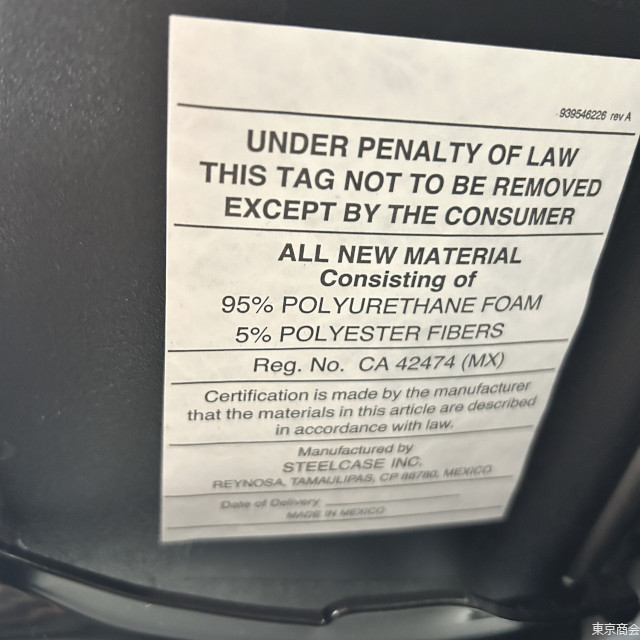 939546226 rev A
UNDER PENALTY OF LAW
THIS TAG NOT TO BE REMOVED
EXCEPT BY THE CONSUMER
ALL NEW MATERIAL
Consisting of
95% POLYURETHANE FOAM
5% POLYESTER FIBERS
Reg. No. CA 42474 (MX)
Certification is made by the manufacturer
that the materials in this article are described
in accordance with law.
Manufactured by
STEELCASE INC.
REYNOSA, TAMAULIPAS, CP 88780, MEXICO
Date of Delivery
MADE IN MEXICO
東京商会